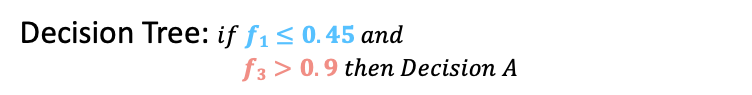 Decision Tree: if f₁ ≤ 0.45 and
f₃ > 0.9 then Decision A